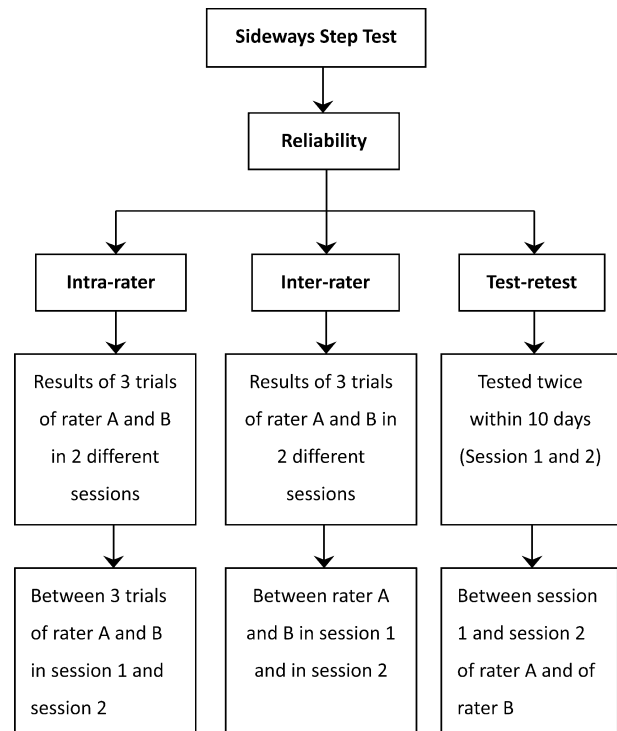 Sideways Step Test
Reliability
Intra-rater
Inter-rater
Test-retest
Results of 3 trials
of rater A and B
in 2 different
sessions
Results of 3 trials
of rater A and B in
2 different
sessions
Tested twice
within 10 days
(Session 1 and 2)
Between 3 trials
of rater A and B
in session 1 and
session 2
Between rater A
and B in session 1
and in session 2
Between session
1 and session 2
of rater A and of
rater B